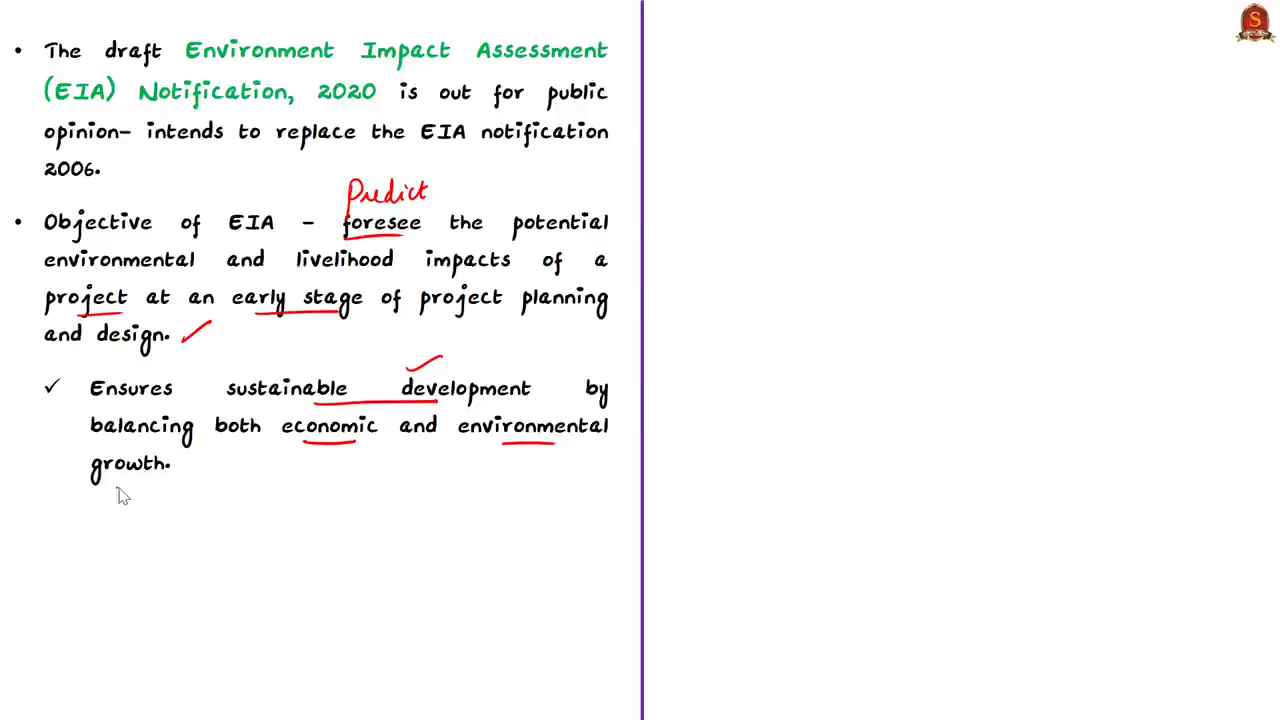 • The draft Environment Impact Assessment
(EIA) Notification, 2020 is out for public
opinion- intends to replace the EIA notification
2006.
Predict
• Objective of EIA - foresee the potential
environmental and livelihood impacts of a
project at an early stage of project planning
and design.
✓ Ensures sustainable development by
balancing both economic and environmental
growth.
S